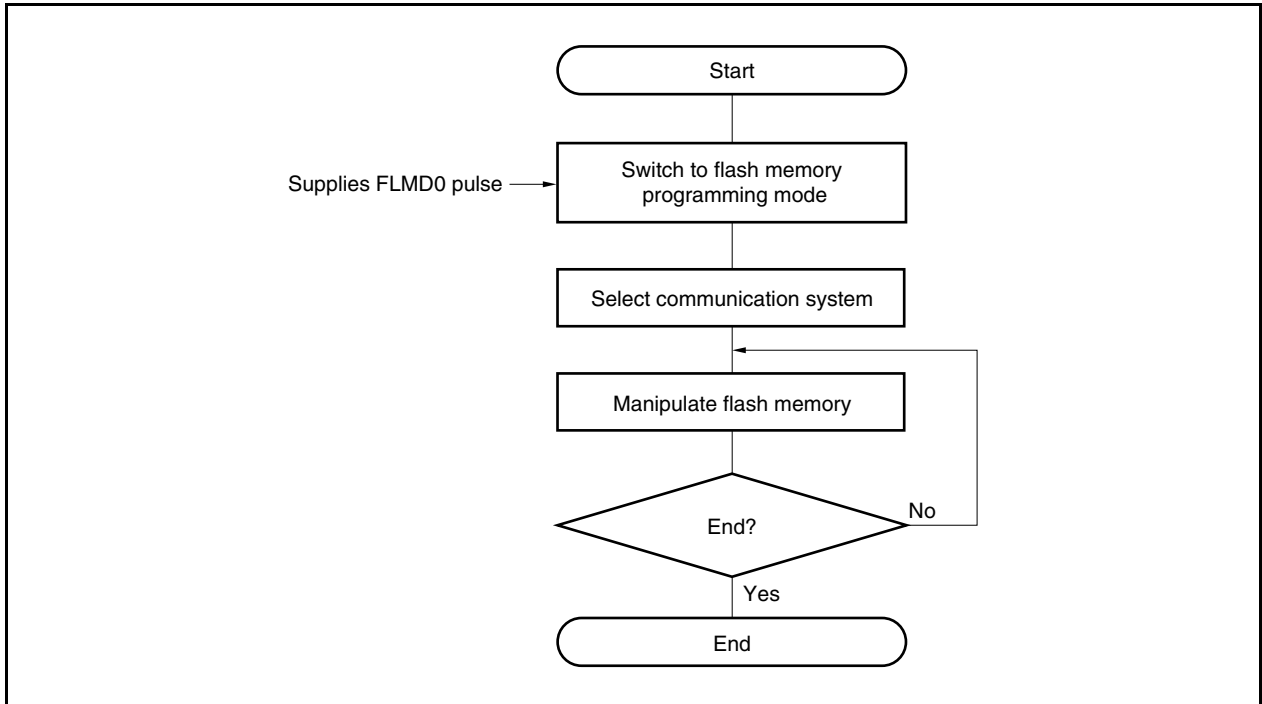 Start
Supplies FLMD0 pulse
Switch to flash memory
programming mode
Select communication system
Manipulate flash memory
End?
No
Yes
End